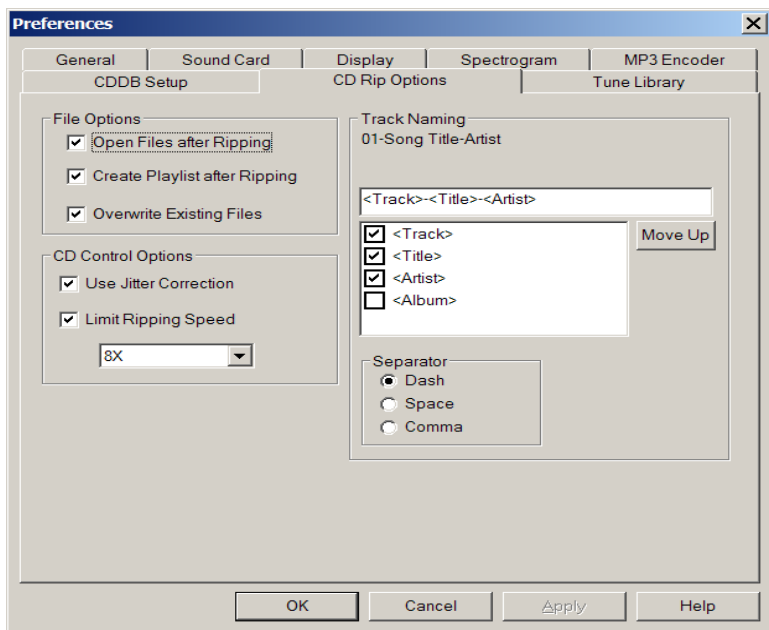 Preferences
General
Sound Card
Display
Spectrogram
MP3 Encoder
CDDB Setup
CD Rip Options
Tune Library
File Options
Open Files after Ripping
Create Playlist after Ripping
Overwrite Existing Files
CD Control Options
Use Jitter Correction
Limit Ripping Speed
8X
Track Naming
01-Song Title-Artist
<Track>-<Title>-<Artist>
<Track>
<Title>
<Artist>
<Album>
Move Up
Separator
Dash
Space
Comma
OK
Cancel
Apply
Help